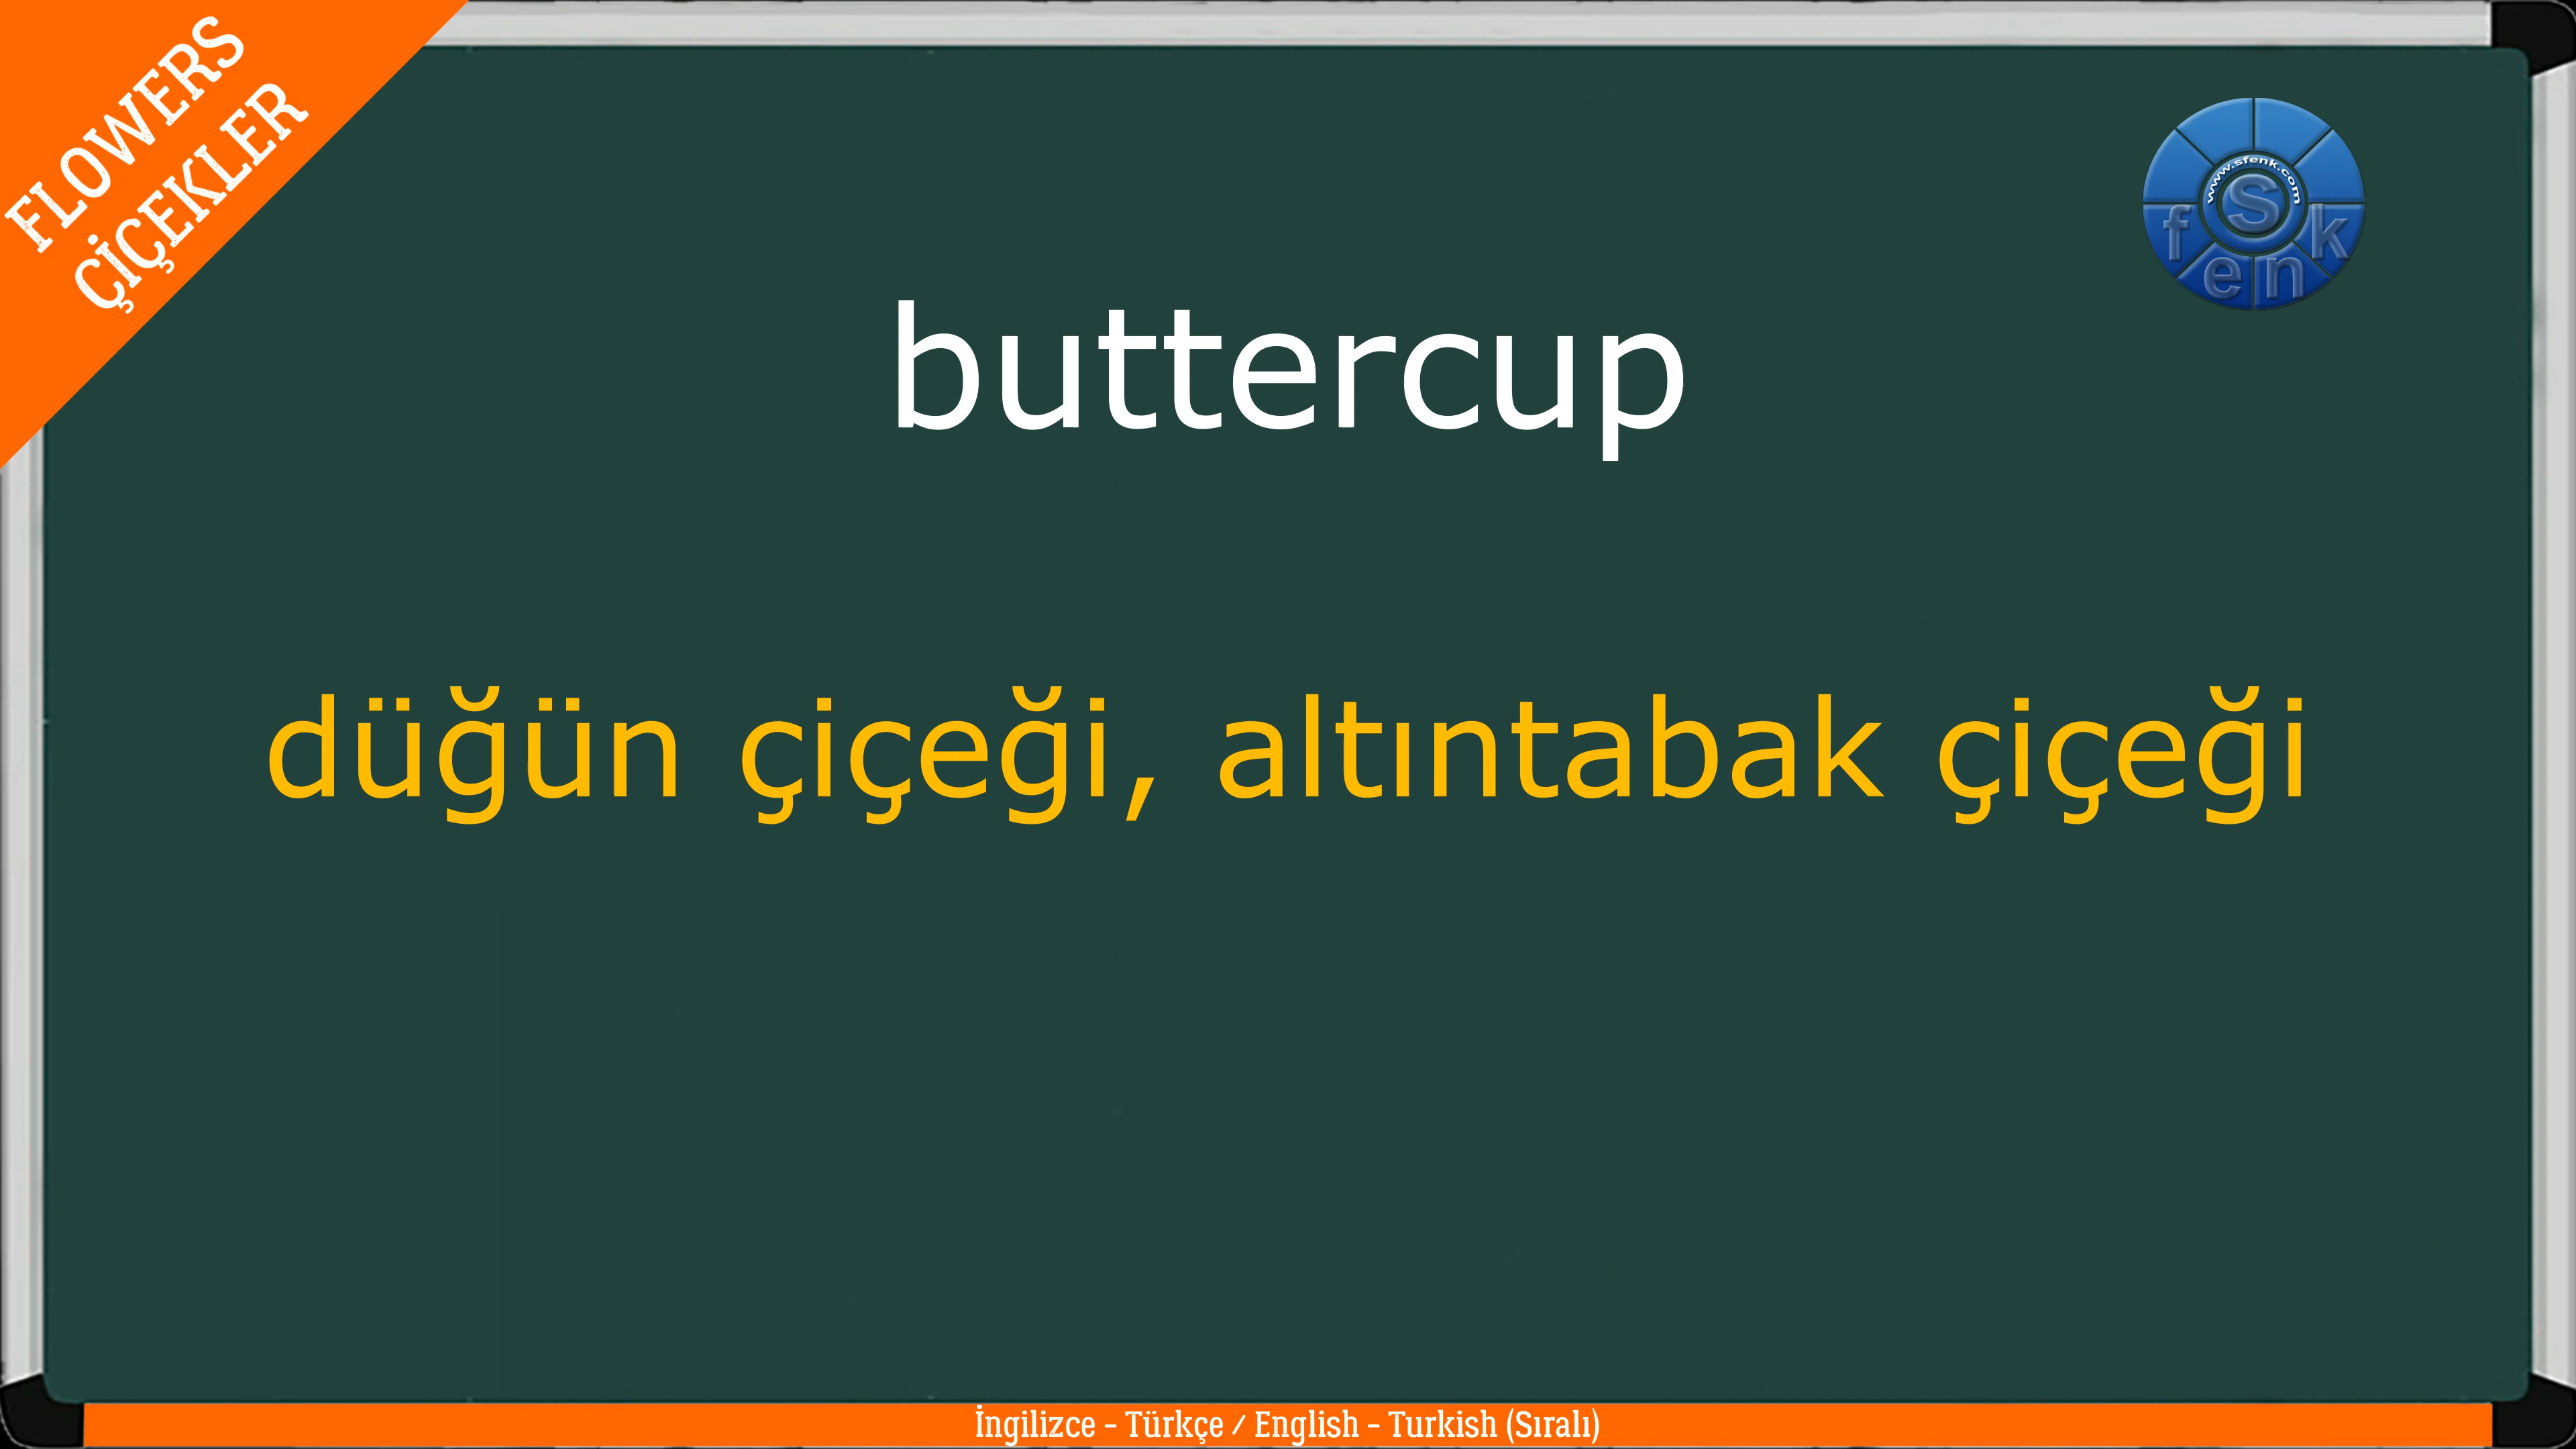 FLOWERS
ÇİÇEKLER
www.sfenk.com
S
f e n k
buttercup
düğün çiçeği, altıntabak çiçeği
İngilizce - Türkçe / English - Turkish (Sıralı)